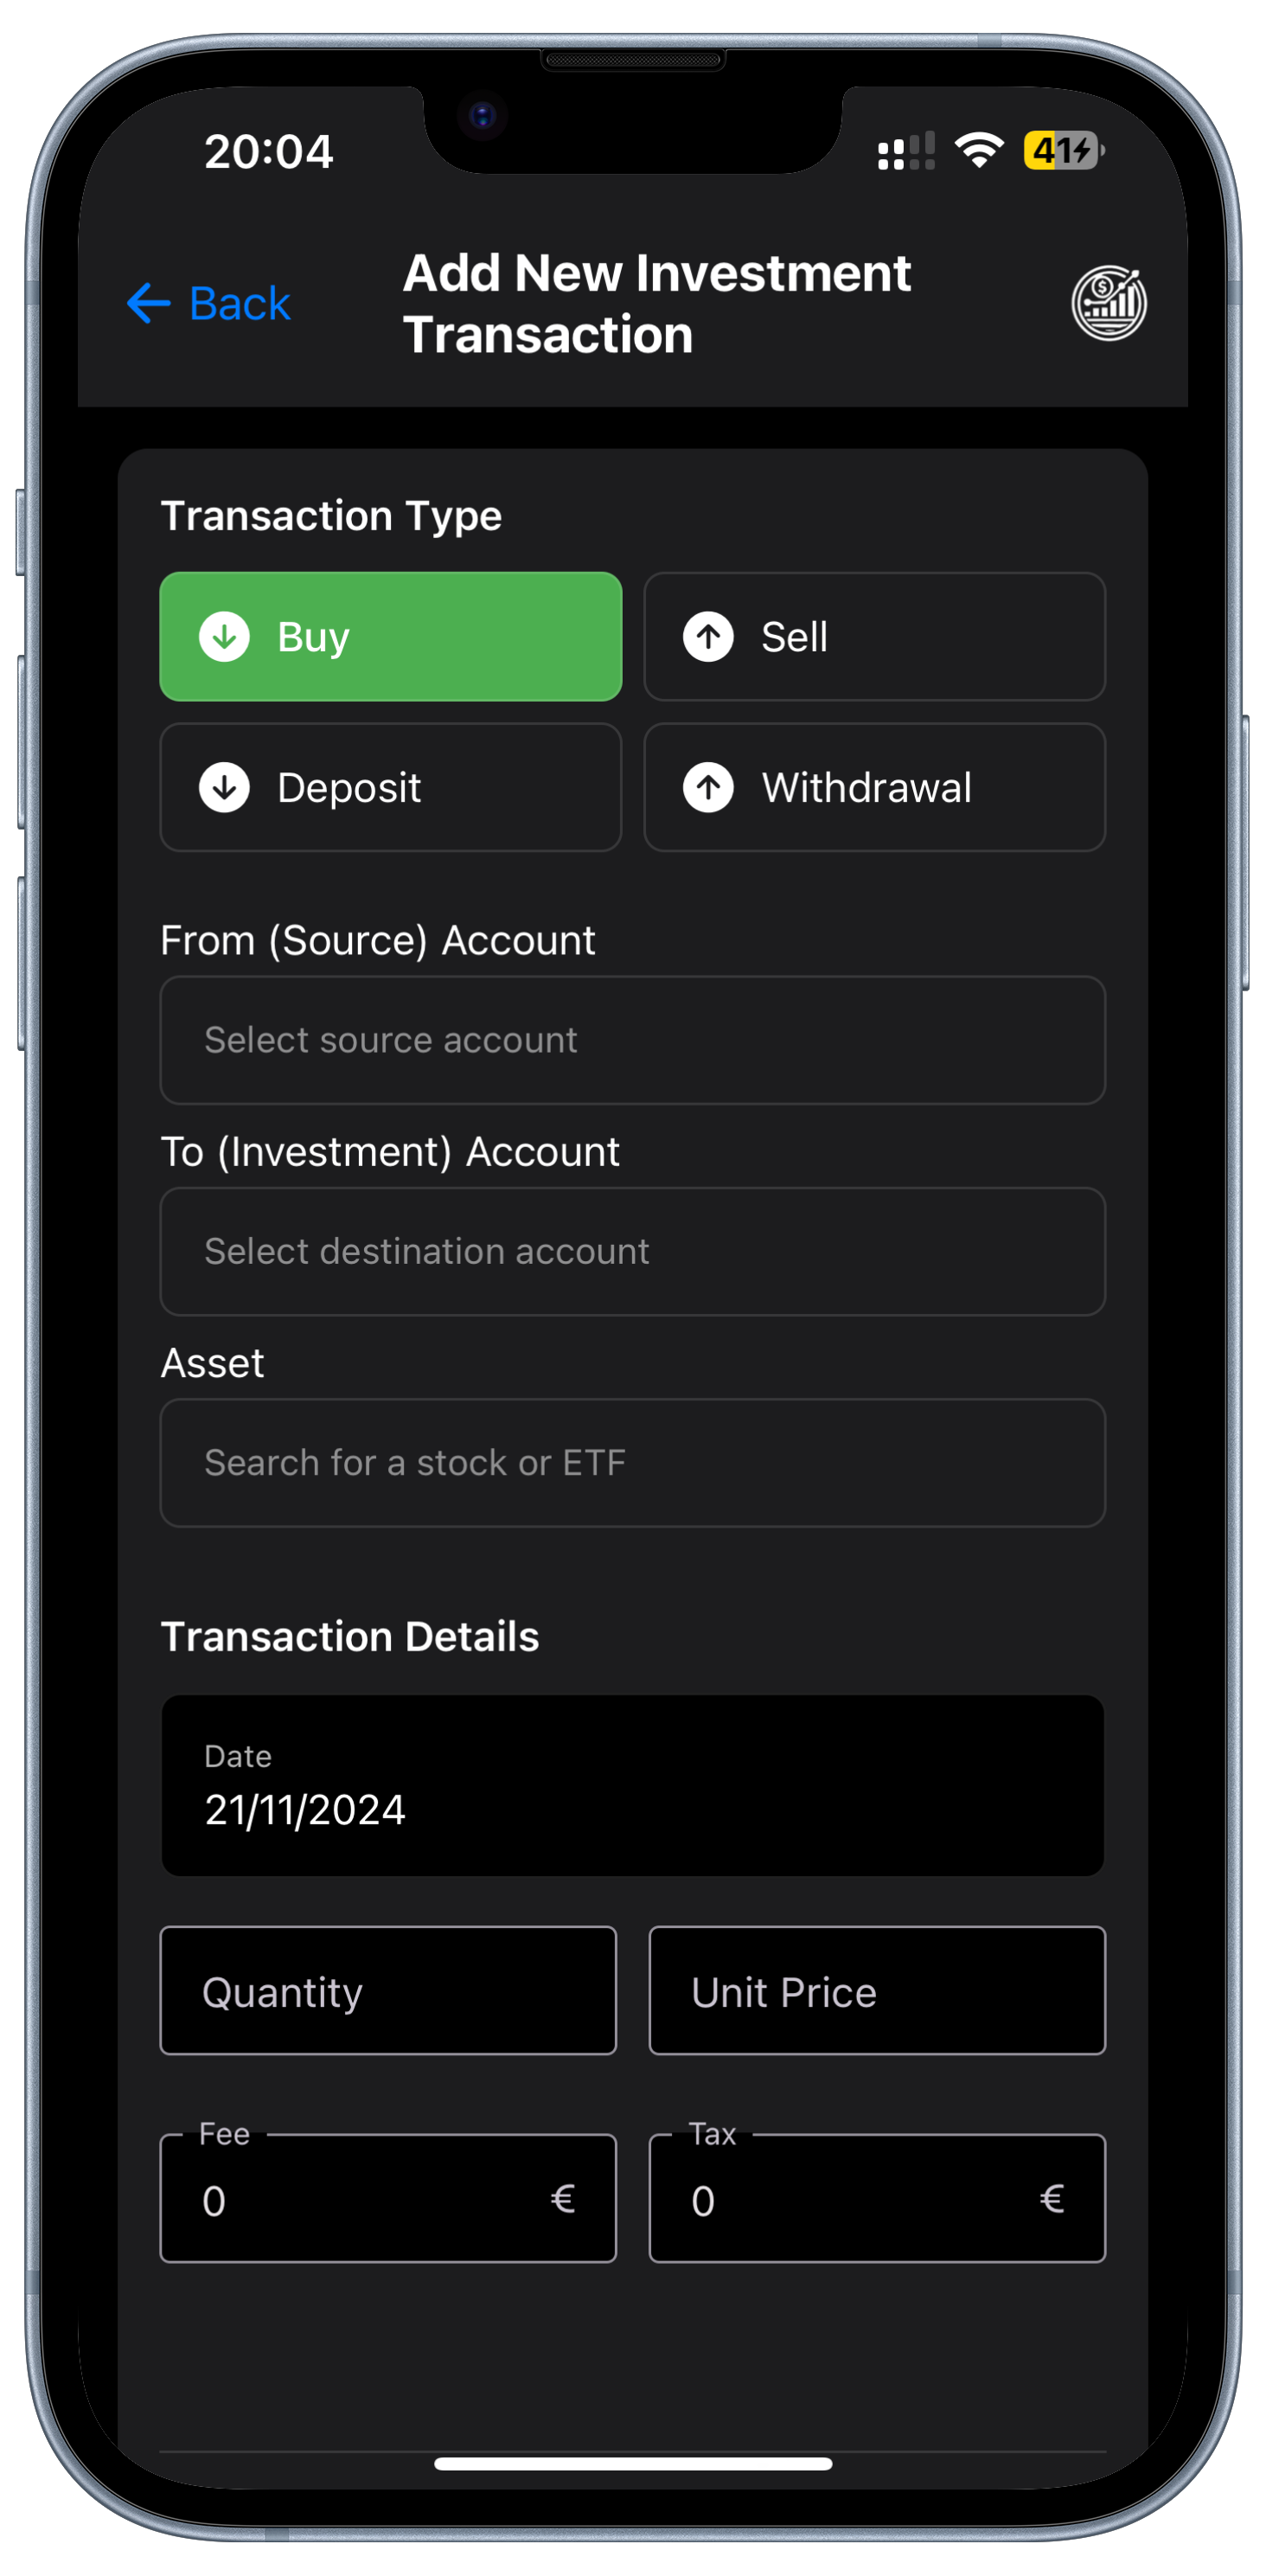 20:04
41
Back
Add New Investment
Transaction
$
Transaction Type
Buy
Sell
Deposit
Withdrawal
From (Source) Account
Select source account
To (Investment) Account
Select destination account
Asset
Search for a stock or ETF
Transaction Details
Date
21/11/2024
Quantity
Unit Price
Fee
Tax
0 €
0 €